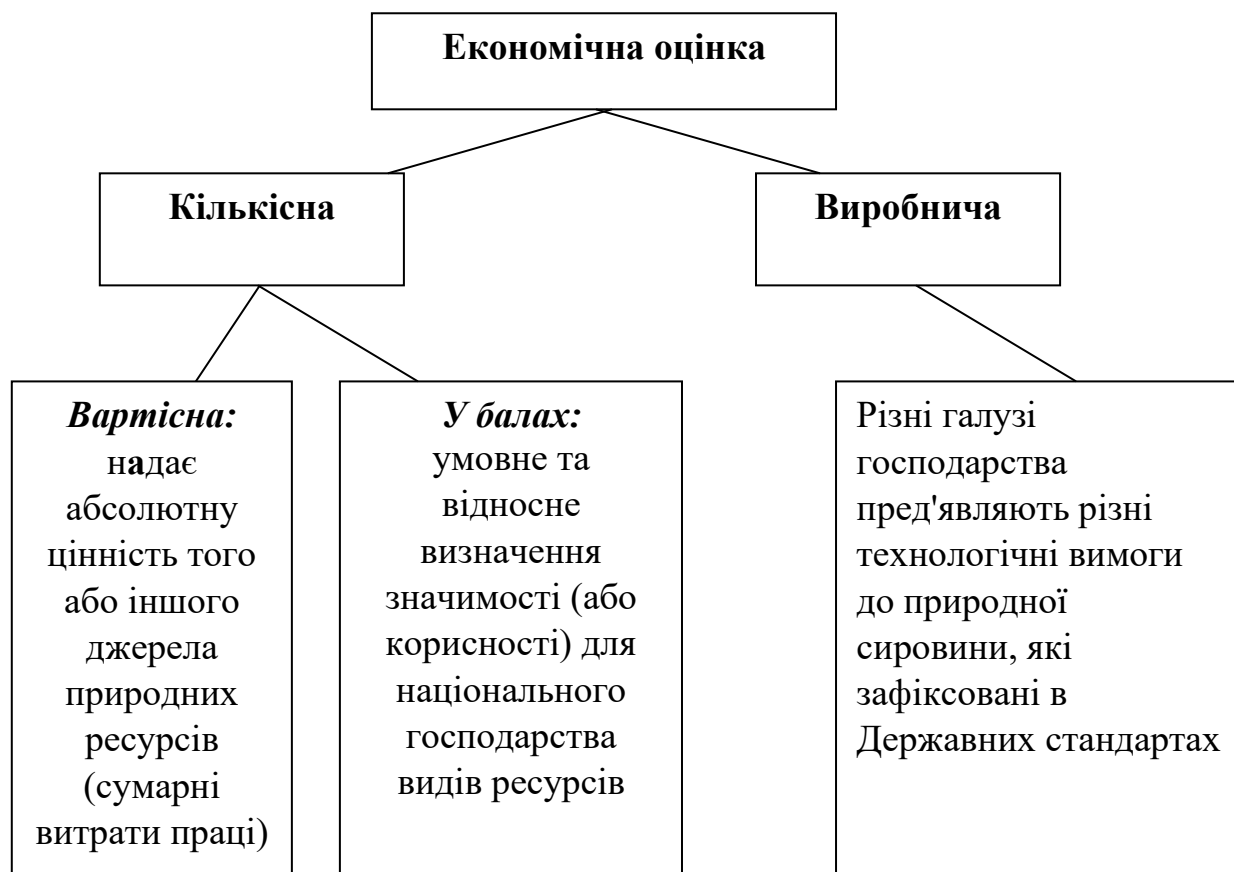 Економічна оцінка
Кількісна
Виробнича
Вартісна:
надає
абсолютну
цінність того
або іншого
джерела
природних
ресурсів
(сумарні
витрати праці)
У балах:
умовне та
відносне
визначення
значимості (або
корисності) для
національного
господарства
видів ресурсів
Різні галузі
господарства
пред'являють різні
технологічні вимоги
до природної
сировини, які
зафіксовані в
Державних стандартах